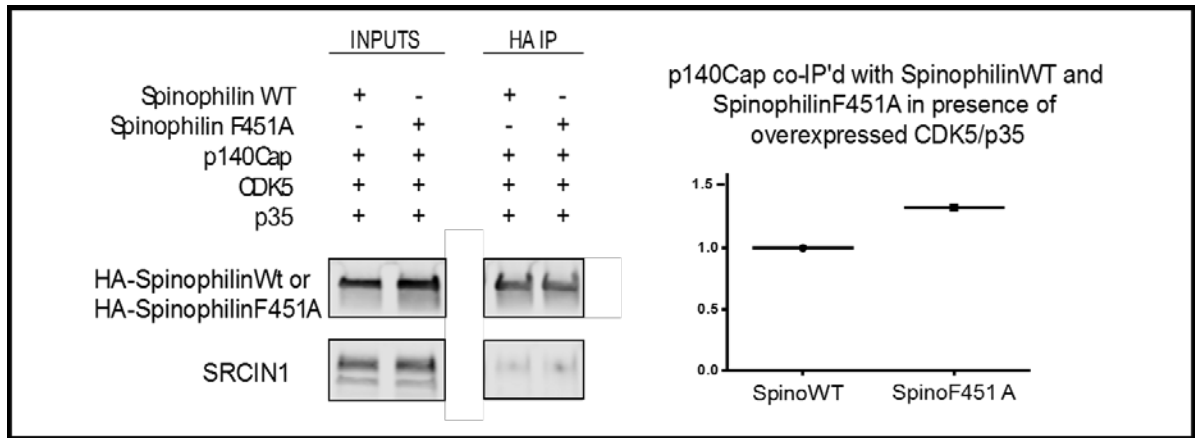 INPUTS HA IP
Spinophilin WT + - + -
Spinophilin F451A - + - +
p140Cap + + + +
CDK5 + + + +
p35 + + + +
HA-SpinophilinWt or
HA-SpinophilinF451A
SRCIN1
p140Cap co-IP'd with SpinophilinWT and
SpinophilinF451A in presence of
overexpressed CDK5/p35
1.5
1.0
0.5
0.0
SpinoWT SpinoF451 A